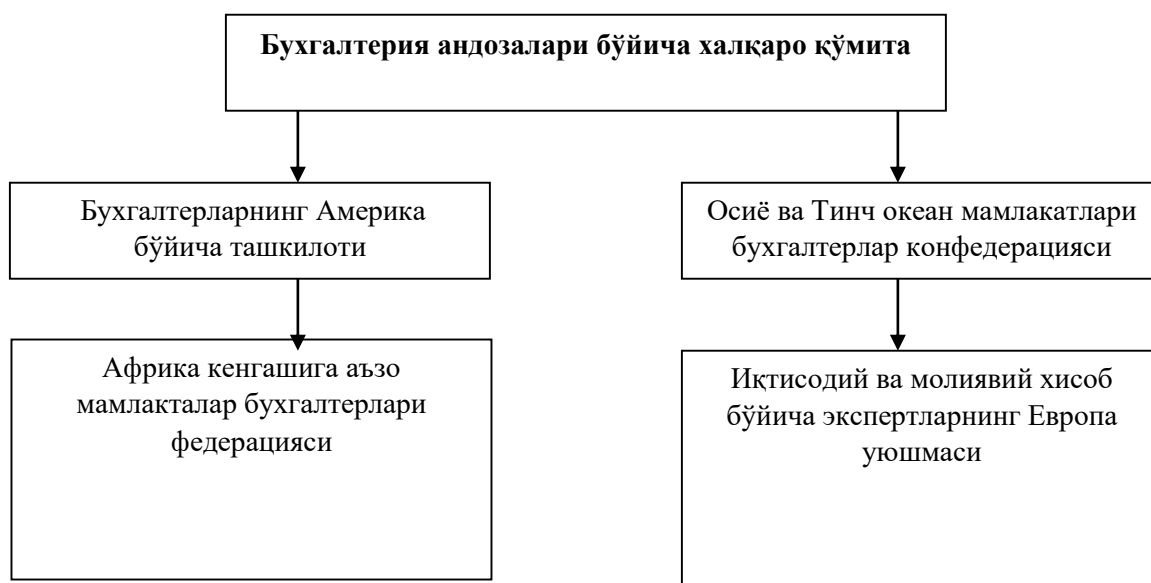 Бухгалтерия андозалари бўйича халқаро қўмита
Бухгалтерларнинг Америка
бўйича ташкилоти
Осиё ва Тинч океан мамлакатлари
бухгалтерлар конфедерацияси
Африка кенгашига аъзо
мамлакталар бухгалтерлари
федерацияси
Иқтисодий ва молиявий хисоб
бўйича экспертларнинг Европа
уюшмаси